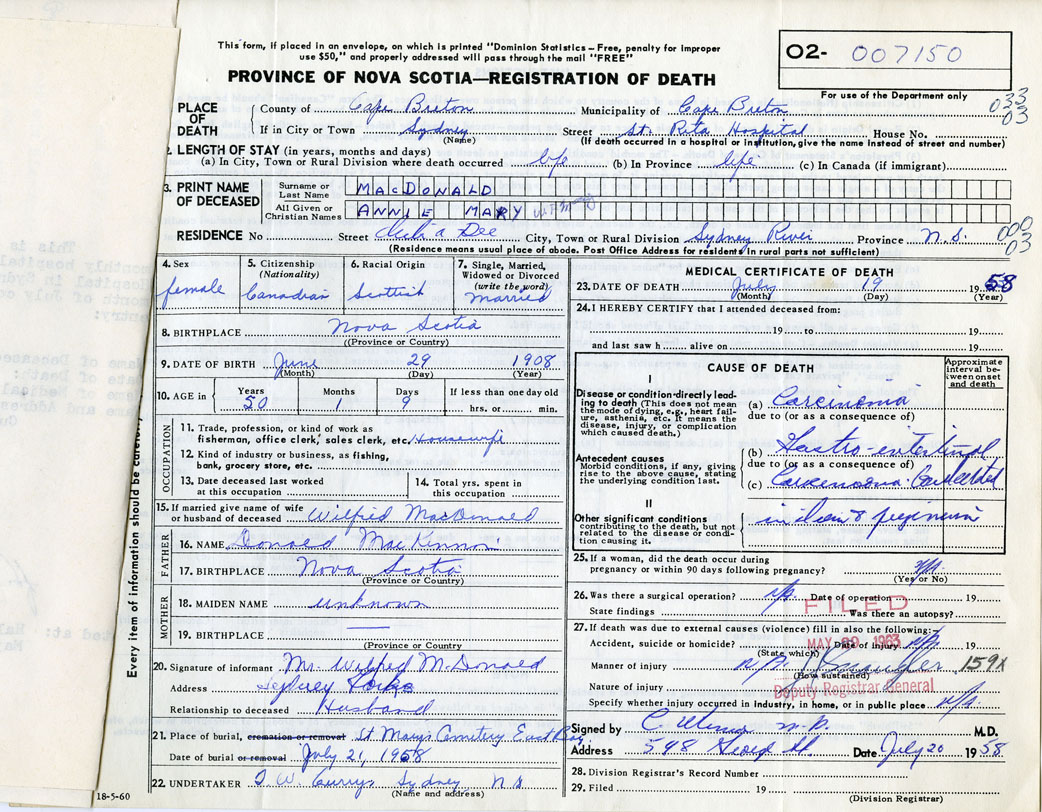 This form, if placed in an envelope, on which is printed "Dominion Statistics – Free, penalty for improper
use $50," and properly addressed will pass through the mail "FREE"
PROVINCE OF NOVA SCOTIA—REGISTRATION OF DEATH
O2- 007150
For use of the Department only
033
03
PLACE OF DEATH
County of Cape Breton Municipality of Cape Breton
If in City or Town Sydney Street St. Rita Hospital House No.
(Name) (If death occurred in a hospital or institution, give the name instead of street and number)
2. LENGTH OF STAY (in years, months and days)
(a) In City, Town or Rural Division where death occurred life (b) In Province life (c) In Canada (if immigrant)
3. PRINT NAME OF DECEASED
Surname or Last Name MACDONALD
All Given or Christian Names ANNIE MARY
RESIDENCE No Street City, Town or Rural Division Sydney River Province N.S.
000
03
(Residence means usual place of abode. Post Office Address for residents in rural parts not sufficient)
4. Sex
female
5. Citizenship
(Nationality)
Canadian
6. Racial Origin
Scottish
7. Single, Married, Widowed or Divorced
(write the word)
Married
8. BIRTHPLACE Nova Scotia
(Province or Country)
9. DATE OF BIRTH June 29 1908
(Month) (Day) (Year)
10. AGE in
Years Months Days If less than one day old
50 1 9 hrs. or min.
OCCUPATION
11. Trade, profession, or kind of work as
fisherman, office clerk, sales clerk, etc. Housewife
12. Kind of industry or business, as fishing,
bank, grocery store, etc.
13. Date deceased last worked
at this occupation
14. Total yrs. spent in
this occupation
15. If married give name of wife
or husband of deceased Wilfred MacDonald
FATHER
16. NAME Donald MacKinnon
17. BIRTHPLACE Nova Scotia
(Province or Country)
MOTHER
18. MAIDEN NAME unknown
19. BIRTHPLACE
(Province or Country)
20. Signature of informant Mr. Wilfred McDonald
Address
Relationship to deceased Husband
21. Place of burial, cremation or removal St Marys Cemetry East Bay
Date of burial or removal July 21, 1958
22. UNDERTAKER T. W. Currys Sydney N S
(Name and address)
18-5-60
Every item of information should be
MEDICAL CERTIFICATE OF DEATH
23. DATE OF DEATH July 19 1958
(Month) (Day) (Year)
24. I HEREBY CERTIFY that I attended deceased from:
19 to 19
and last saw h alive on 19
CAUSE OF DEATH
Approximate interval between onset and death
I
Disease or condition directly leading to death (This does not mean the mode of dying, e.g., heart failure, asthenia, etc. It means the disease, injury, or complication which caused death.)
(a) Carcinoma
due to (or as a consequence of)
Antecedent causes
Morbid conditions, if any, giving rise to the above cause, stating the underlying condition last.
(b) Gastro-intestinal
due to (or as a consequence of)
(c) Carcinoma
II
Other significant conditions
contributing to the death, but not related to the disease or condition causing it.
25. If a woman, did the death occur during
pregnancy or within 90 days following pregnancy?
(Yes or No)
26. Was there a surgical operation? Date of operation 19
State findings Was there an autopsy?
FILED
27. If death was due to external causes (violence) fill in also the following:
Accident, suicide or homicide? Date of injury 19
(State which)
MAY 29 1963
Manner of injury 159X
(How sustained)
Nature of injury
Deputy Registrar General
Specify whether injury occurred in industry, in home, or in public place
Signed by M.D.
Address 598 Date July 20 1958
28. Division Registrar's Record Number
29. Filed 19
(Division Registrar)